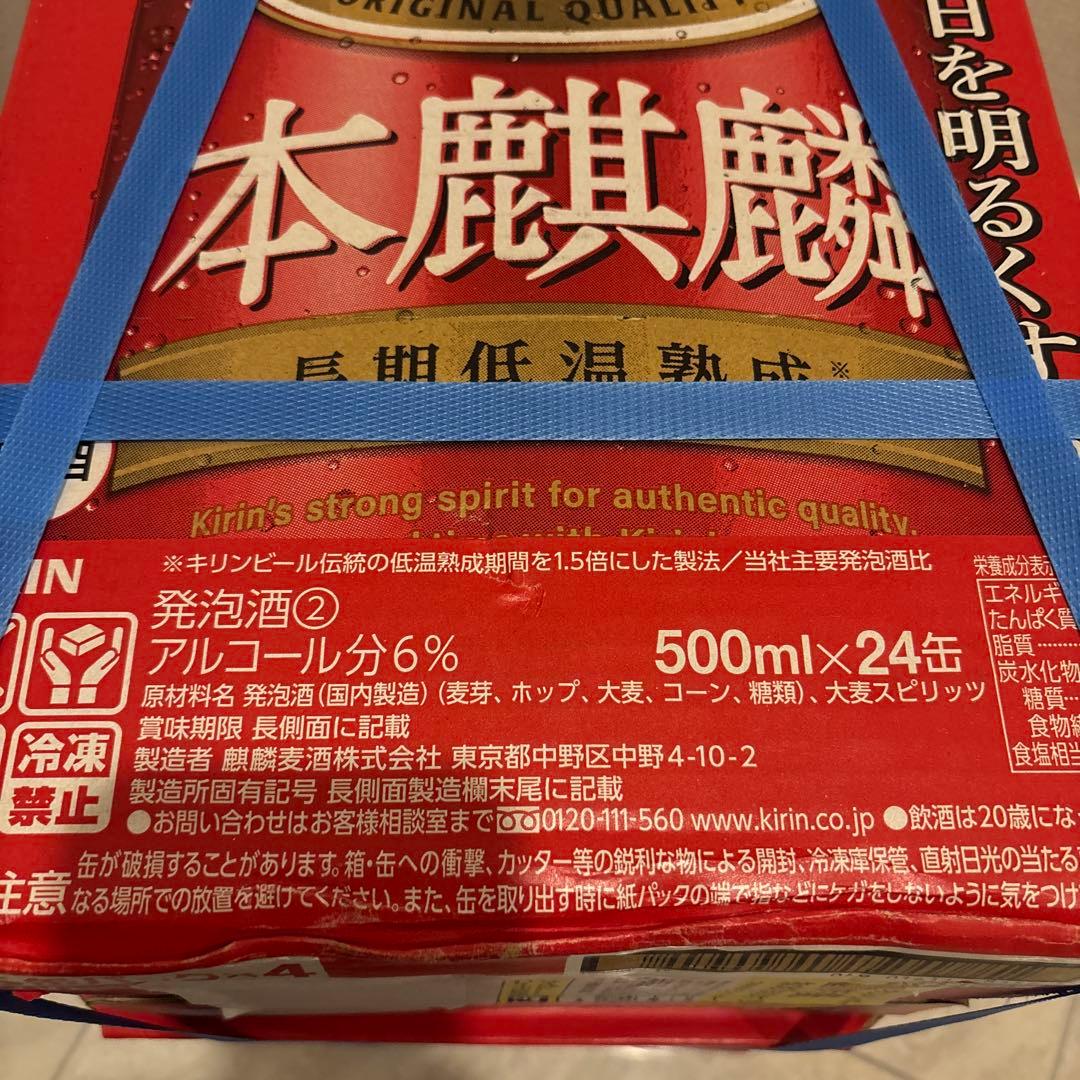 ORIGINAL QUALITY
本麒麟
日を明るくす
長期低温熟成※
酒
Kirin's strong spirit for authentic quality.
※キリンビール伝統の低温熟成期間を1.5倍にした製法／当社主要発泡酒比
発泡酒②
アルコール分6%
500ml×24缶
原材料名 発泡酒(国内製造)(麦芽、ホップ、大麦、コーン、糖類)、大麦スピリッツ
賞味期限 長側面に記載
製造者 麒麟麦酒株式会社 東京都中野区中野4-10-2
製造所固有記号 長側面製造欄末尾に記載
●お問い合わせはお客様相談室まで0120-111-560 www.kirin.co.jp ●飲酒は20歳にな
注意 缶が破損することがあります。箱・缶への衝撃、カッター等の鋭利な物による開封、冷凍庫保管、直射日光の当たる
なる場所での放置を避けてください。また、缶を取り出す時に紙パックの端で指などにケガをしないように気をつけ
冷凍
禁止
栄養成分表示
エネルギ
たんぱく質
脂質
炭水化物
糖質
食物繊
食塩相当